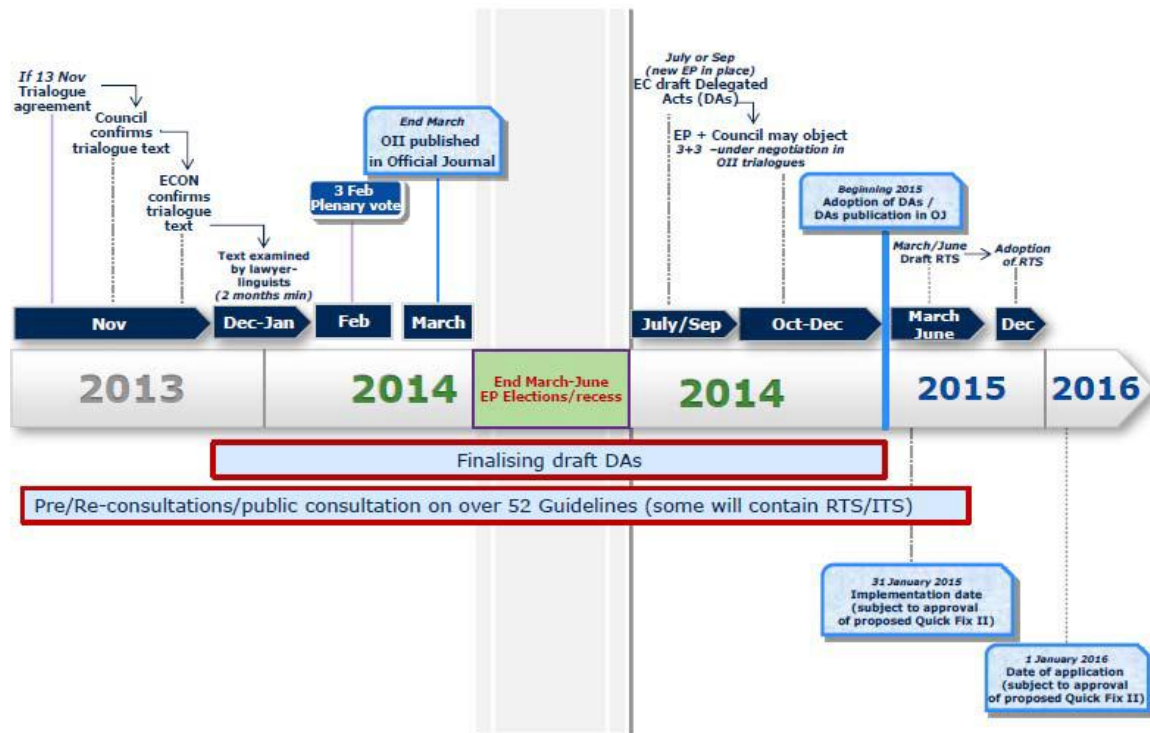 If 13 Nov
Trialogue
agreement
Council
confirms
trialogue text
ECON
confirms
trialogue
text
Text examined
by lawyer-
linguists
(2 months min)
3 Feb
Plenary vote
End March
OII published
in Official Journal
July or Sep
(new EP in place)
EC draft Delegated
Acts (DAs)
EP + Council may object
3+3 –under negotiation in
OII trialogues
Beginning 2015
Adoption of DAs /
DAs publication in OJ
March/June
Draft RTS
Adoption
of RTS
Nov
Dec-Jan
Feb
March
July/Sep
Oct-Dec
March
June
Dec
2013
2014
End March-June
EP Elections/recess
2014
2015
2016
Finalising draft DAs
Pre/Re-consultations/public consultation on over 52 Guidelines (some will contain RTS/ITS)
31 January 2015
Implementation date
(subject to approval
of proposed Quick Fix II)
1 January 2016
Date of application
(subject to approval
of proposed Quick Fix II)